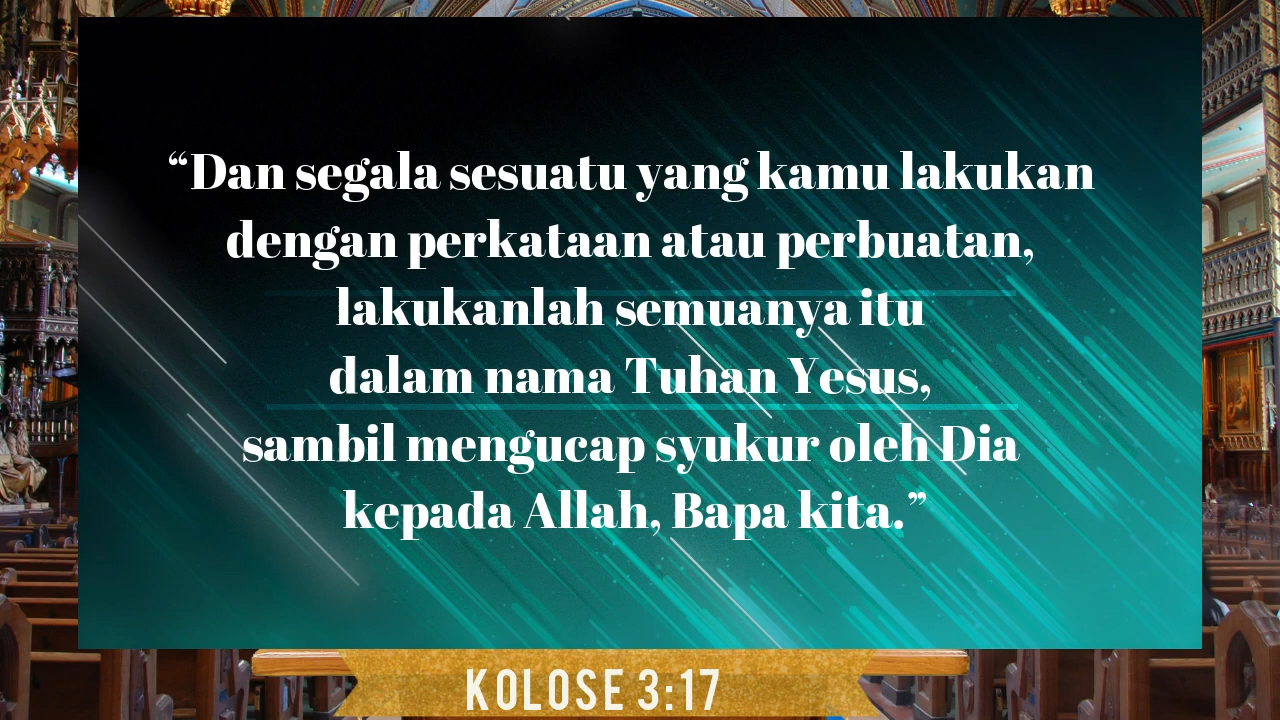 “Dan segala sesuatu yang kamu lakukan
dengan perkataan atau perbuatan,
lakukanlah semuanya itu
dalam nama Tuhan Yesus,
sambil mengucap syukur oleh Dia
kepada Allah, Bapa kita.”
KOLOSE 3:17